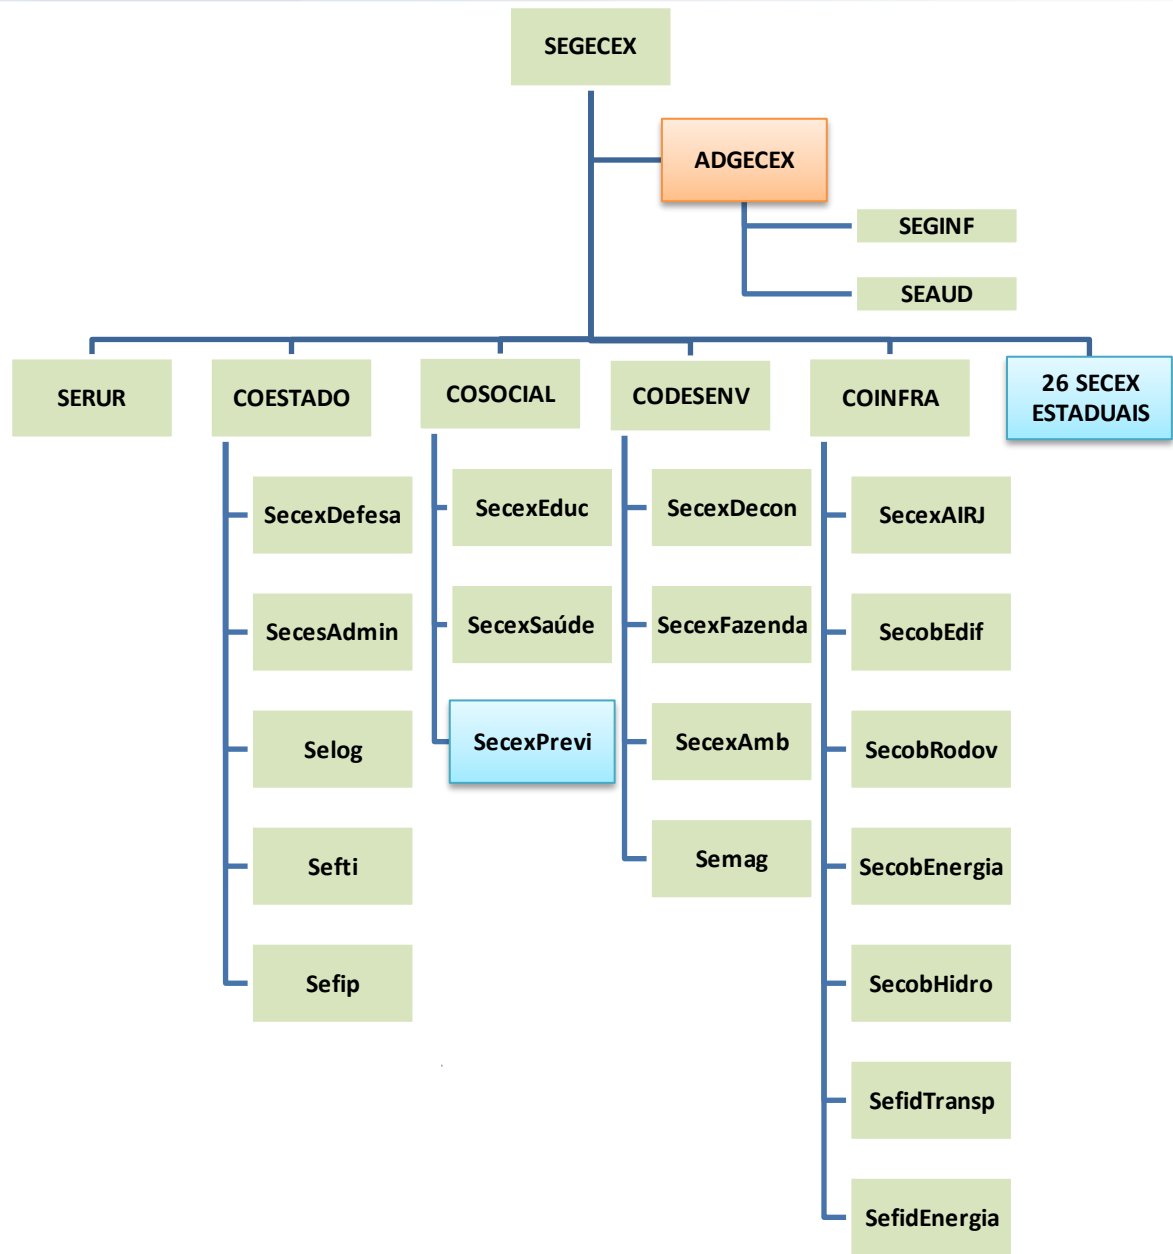 SEGECEX
ADGECEX
SEGINF
SEAUD
SERUR
COESTADO
COSOCIAL
CODESENV
COINFRA
26 SECEX
ESTADUAIS
SecexDefesa
SecesAdmin
Selog
Sefti
Sefip
SecexEduc
SecexSaúde
SecexPrevi
SecexDecon
SecexFazenda
SecexAmb
Semag
SecexAIRJ
SecobEdif
SecobRodov
SecobEnergia
SecobHidro
SefidTransp
SefidEnergia